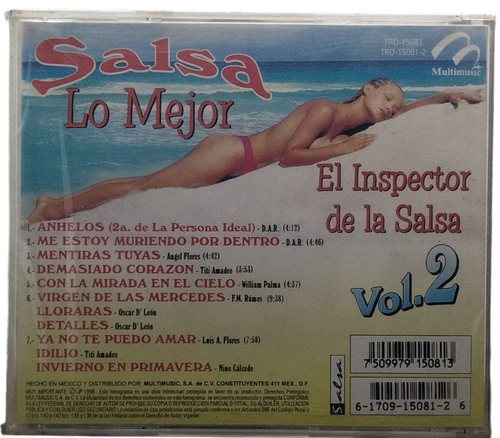 Salsa
Lo Mejor
TRO-15081
TRO-15081-2
Multimusic
El Inspector
de la Salsa
Vol.2
1.- ANHELOS (2a. de La Persona Ideal) - D.A.R. (4:12)
2.- ME ESTOY MURIENDO POR DENTRO - D.A.R. (4:46)
3.- MENTIRAS TUYAS - Angel Flores (4:42)
4.- DEMASIADO CORAZON - Titi Amadeo (3:53)
5.- CON LA MIRADA EN EL CIELO - William Palma (4:37)
6.- VIRGEN DE LAS MERCEDES - F.M. Rámos (9:38)
LLORARAS - Oscar D' León
DETALLES - Oscar D' León
7.- YA NO TE PUEDO AMAR - Luis A. Flores (7:58)
IDILIO - Titi Amadeo
INVIERNO EN PRIMAVERA - Nino Cálcedo
HECHO EN MEXICO Y DISTRIBUIDO POR: MULTIMUSIC, S.A. de C.V. CONSTITUYENTES 411 MEX., D.F.
Salsa
7 509979 150813
6-1709-15081-2 6